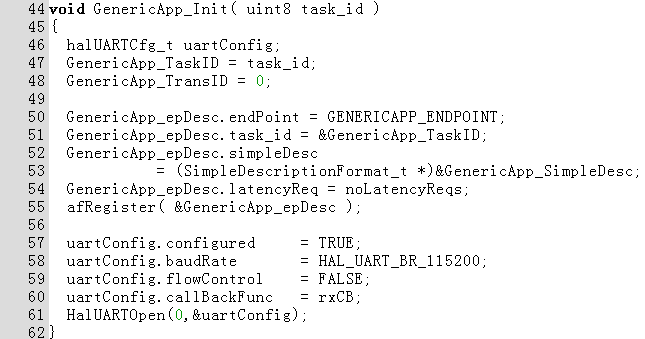 44 void GenericApp_Init( uint8 task_id )
45 {
46   halUARTCfg_t uartConfig;
47   GenericApp_TaskID = task_id;
48   GenericApp_TransID = 0;
49
50   GenericApp_epDesc.endPoint = GENERICAPP_ENDPOINT;
51   GenericApp_epDesc.task_id = &GenericApp_TaskID;
52   GenericApp_epDesc.simpleDesc
53             = (SimpleDescriptionFormat_t *)&GenericApp_SimpleDesc;
54   GenericApp_epDesc.latencyReq = noLatencyReqs;
55   afRegister( &GenericApp_epDesc );
56
57   uartConfig.configured     = TRUE;
58   uartConfig.baudRate       = HAL_UART_BR_115200;
59   uartConfig.flowControl    = FALSE;
60   uartConfig.callBackFunc   = rxCB;
61   HalUARTOpen(0,&uartConfig);
62 }